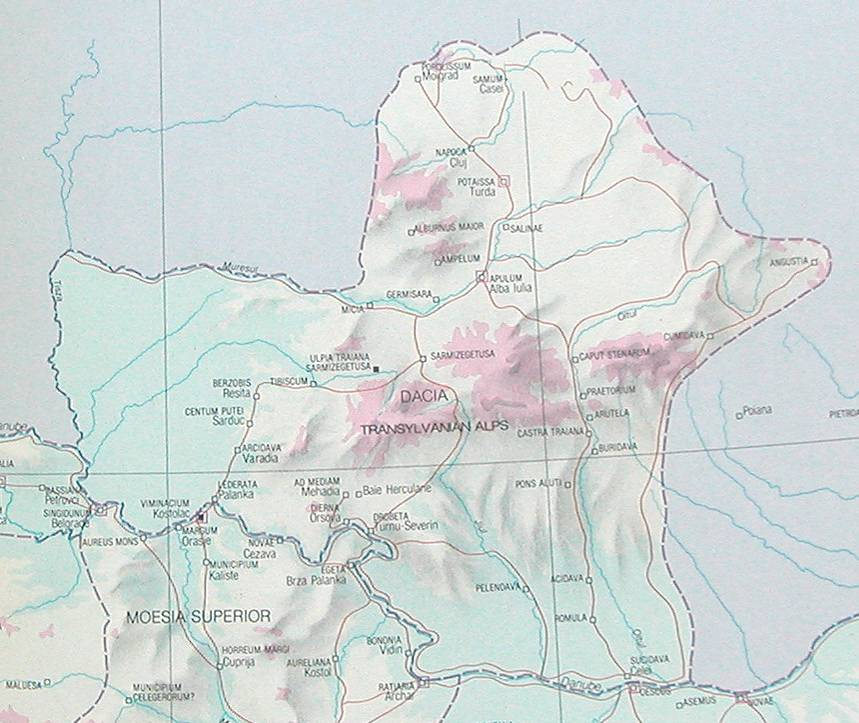 POROLISSUM
Moigrad
SAMUM
Casei
NAPOCA
Cluj
POTAISSA
Turda
ALBURNUS MAIOR
SALINAE
AMPELUM
ANGUSTIA
Muresul
APULUM
Alba Iulia
GERMISARA
MICIA
Tisza
Oltul
CUMIDAVA
ULPIA TRAIANA
SARMIZEGETUSA
SARMIZEGETUSA
CAPUT STENARUM
BERZOBIS
Resita
TIBISCUM
DACIA
PRAETORIUM
CENTUM PUTEI
Sarduc
ARUTELA
Poiana
TRANSYLVANIAN ALPS
CASTRA TRAIANA
ARCIDAVA
Varadia
BURIDAVA
LEDERATA
Palanka
AD MEDIAM
Mehadia
Baie Herculane
PONS ALUTI
BASSIANA
Petrovci
VIMINACIUM
Kostolac
DIERNA
Orsova
SINGIDUNUM
Belgrade
DROBETA
Turnu-Severin
MARGUM
Orasje
AUREUS MONS
NOVAE
Cezava
MUNICIPIUM
Kaliste
EGETA
Brza Palanka
ACIDAVA
PELENDAVA
MOESIA SUPERIOR
ROMULA
Oltul
BONONIA
Vidin
HORREUM MARGI
Cuprija
AURELIANA
Kostol
SUCIDAVA
Celei
MALUESA
MUNICIPIUM
CELEGERORUM?
RATIARIA
Archar
Danube
OESCUS
ASEMUS
NOVAE